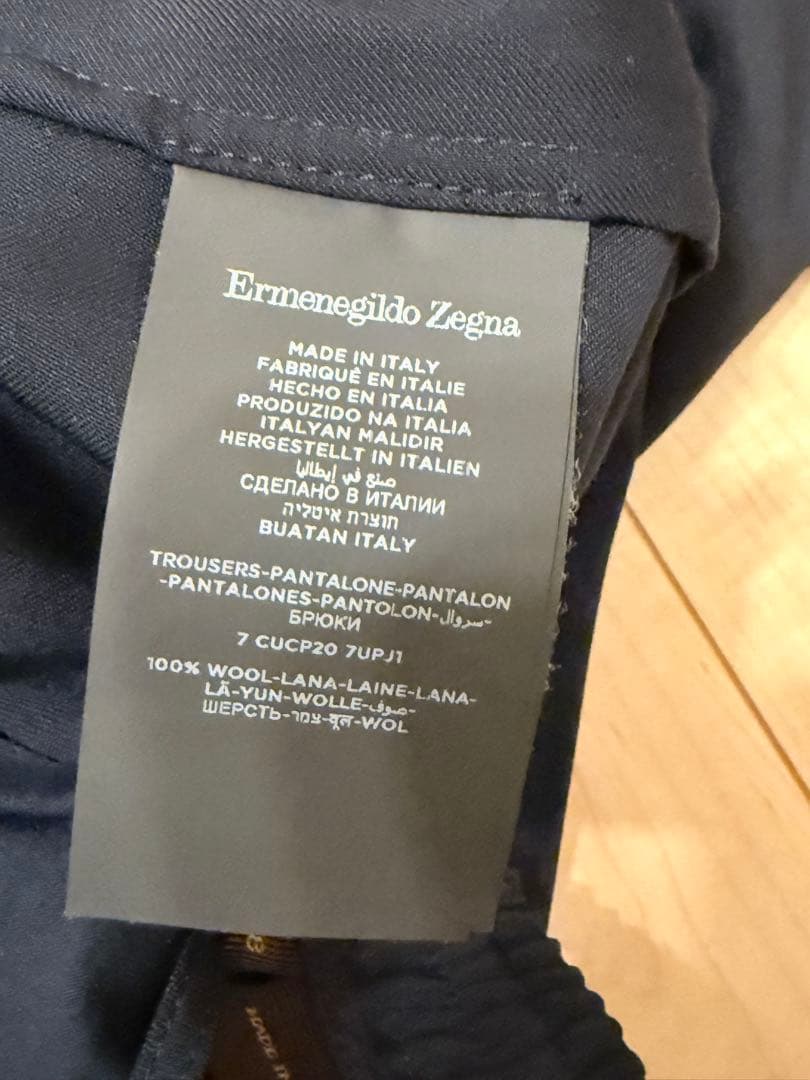 Ermenegildo Zegna
MADE IN ITALY
FABRIQUÉ EN ITALIE
HECHO EN ITALIA
PRODUZIDO NA ITALIA
ITALYAN MALIDIR
HERGESTELLT IN ITALIEN
صنع في إيطاليا
СДЕЛАНО В ИТАЛИИ
תוצרת איטליה
BUATAN ITALY
TROUSERS-PANTALONE-PANTALON
-PANTALONES-PANTOLON-سروال-
БРЮКИ
7 CUCP20 7UPJ1
100% WOOL-LANA-LAINE-LANA-
LÃ-YUN-WOLLE-صوف-
ШЕРСТЬ-צמר-वूल-WOL
MADE IN